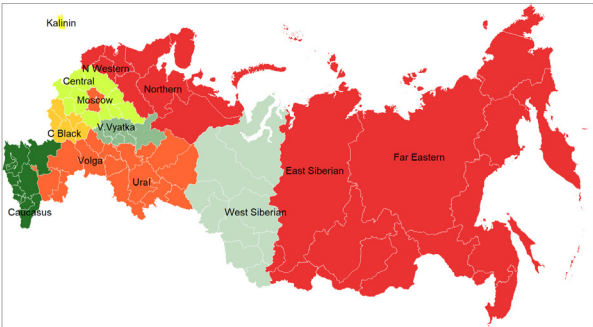 Kalinin
N Western
Central
Northern
Moscow
V.Vyatka
C Black
Volga
Far Eastern
East Siberian
Ural
West Siberian
Caucasus